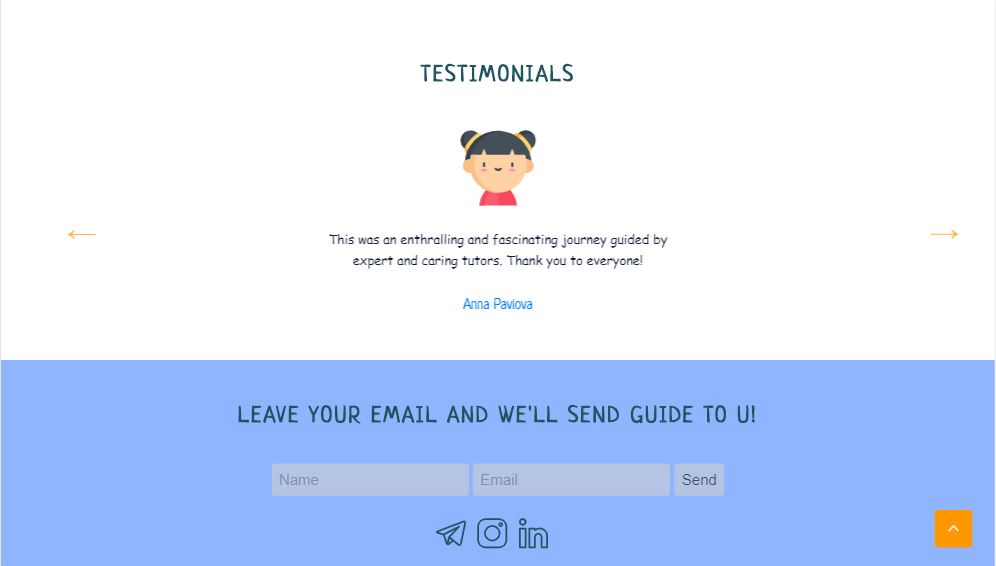 TESTIMONIALS
This was an enthralling and fascinating journey guided by
expert and caring tutors. Thank you to everyone!
Anna Pavlova
LEAVE YOUR EMAIL AND WE'LL SEND GUIDE TO U!
Name Email Send